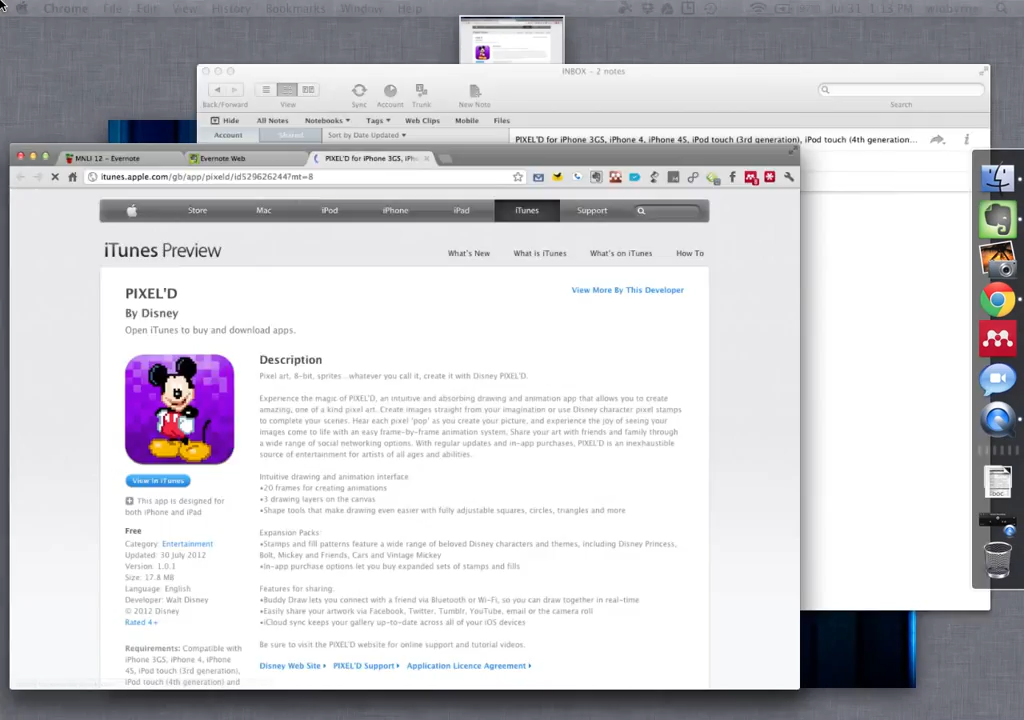 Chrome File Edit View History Bookmarks Window Help
Jul 31 1:13 PM
INBOX – 2 notes
Back/Forward View Sync Account Trunk New Note Search
Hide All Notes Notebooks Tags Web Clips Mobile Files
Account Shared Sort by Date Updated
PIXEL'D for iPhone 3GS, iPhone 4, iPhone 4S, iPod touch (3rd generation), iPod touch (4th generation...
MNLI 12 – Evernote
Evernote Web
PIXEL'D for iPhone 3GS, iPh
itunes.apple.com/gb/app/pixeld/id529626244?mt=8
Store Mac iPod iPhone iPad iTunes Support
iTunes Preview
What's New What is iTunes What's on iTunes How To
PIXEL'D
View More By This Developer
By Disney
Open iTunes to buy and download apps.
Description
Pixel art, 8-bit, sprites...whatever you call it, create it with Disney PIXEL'D.
Experience the magic of PIXEL'D, an intuitive and absorbing drawing and animation app that allows you to create
amazing, one of a kind pixel art. Create images straight from your imagination or use Disney character pixel stamps
to complete your scenes. Hear each pixel 'pop' as you create your picture, and experience the joy of seeing your
images come to life with an easy frame-by-frame animation system. Share your art with friends and family through
a wide range of social networking options. With regular updates and in-app purchases, PIXEL'D is an inexhaustible
source of entertainment for artists of all ages and abilities.
Intuitive drawing and animation interface
•20 frames for creating animations
•3 drawing layers on the canvas
•Shape tools that make drawing even easier with fully adjustable squares, circles, triangles and more
Expansion Packs:
•Stamps and fill patterns feature a wide range of beloved Disney characters and themes, including Disney Princess,
Bolt, Mickey and Friends, Cars and Vintage Mickey
•In-app purchase options let you buy expanded sets of stamps and fills
Features for sharing:
•Buddy Draw lets you connect with a friend via Bluetooth or Wi-Fi, so you can draw together in real-time
•Easily share your artwork via Facebook, Twitter, Tumblr, YouTube, email or the camera roll
•iCloud sync keeps your gallery up-to-date across all of your iOS devices
Be sure to visit the PIXEL'D website for online support and tutorial videos.
Disney Web Site PIXEL'D Support Application Licence Agreement
View In iTunes
This app is designed for
both iPhone and iPad
Free
Category: Entertainment
Updated: 30 July 2012
Version: 1.0.1
Size: 17.8 MB
Language: English
Developer: Walt Disney
© 2012 Disney
Rated 4+
Requirements: Compatible with
iPhone 3GS, iPhone 4, iPhone
4S, iPod touch (3rd generation),
iPod touch (4th generation) and